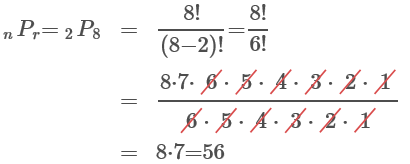 ₙPᵣ = ₂P₈ = 8!/(8−2)! = 8!/6!
= 8·7·6·5·4·3·2·1 / 6·5·4·3·2·1
= 8·7=56